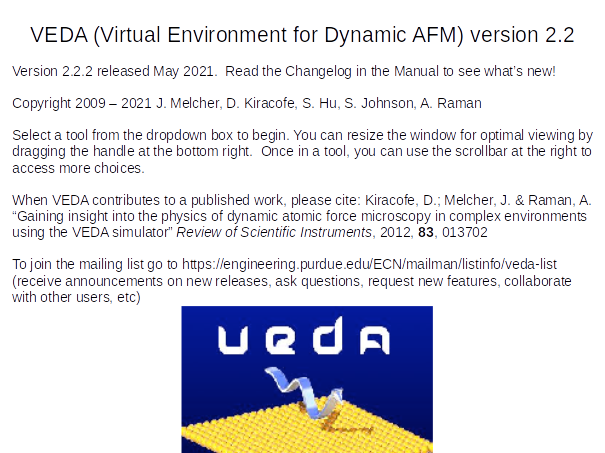 VEDA (Virtual Environment for Dynamic AFM) version 2.2
Version 2.2.2 released May 2021.  Read the Changelog in the Manual to see what's new!
Copyright 2009 – 2021 J. Melcher, D. Kiracofe, S. Hu, S. Johnson, A. Raman
Select a tool from the dropdown box to begin. You can resize the window for optimal viewing by
dragging the handle at the bottom right.  Once in a tool, you can use the scrollbar at the right to
access more choices.
When VEDA contributes to a published work, please cite: Kiracofe, D.; Melcher, J. & Raman, A.
“Gaining insight into the physics of dynamic atomic force microscopy in complex environments
using the VEDA simulator” Review of Scientific Instruments, 2012, 83, 013702
To join the mailing list go to https://engineering.purdue.edu/ECN/mailman/listinfo/veda-list
(receive announcements on new releases, ask questions, request new features, collaborate
with other users, etc)
veda